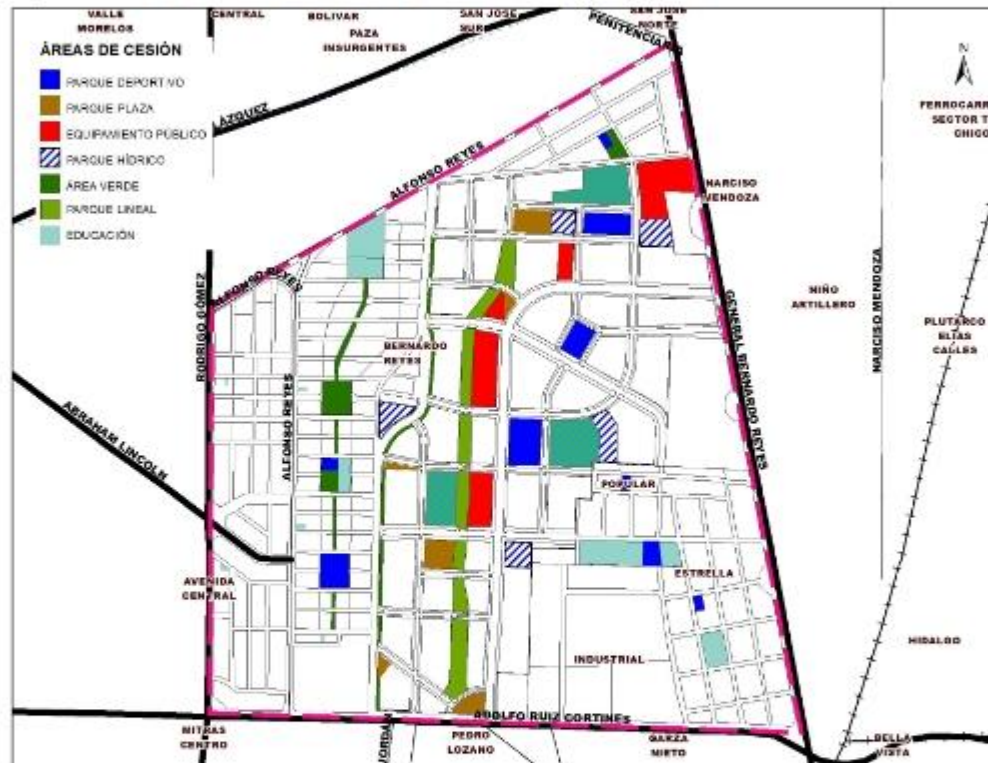 VALLE
MORELOS
CENTRAL
BOLIVAR
PAZA
INSURGENTES
SAN JOSE
SUR
SAN JOSE
NORTE
PENITENCIARIA
ÁREAS DE CESIÓN
PARQUE DEPORTIVO
PARQUE PLAZA
EQUIPAMIENTO PÚBLICO
PARQUE HÍDRICO
ÁREA VERDE
PARQUE LINEAL
EDUCACIÓN
N
LÁZQUEZ
ALFONSO REYES
FERROCARR
SECTOR T
CHICO
NARCISO
MENDOZA
ALFONSO REYES
RODRIGO GÓMEZ
NIÑO
ARTILLERO
NARCISO MENDOZA
PLUTARCO
ELIAS
CALLES
BERNARDO
REYES
GENERAL BERNARDO REYES
ALFONSO REYES
ABRAHAM LINCOLN
POPULAR
AVENIDA
CENTRAL
ESTRELLA
INDUSTRIAL
HIDALGO
ADOLFO RUIZ CORTINES
MITRAS
CENTRO
JORDAN
PEDRO
LOZANO
GARZA
NIETO
BELLA
VISTA